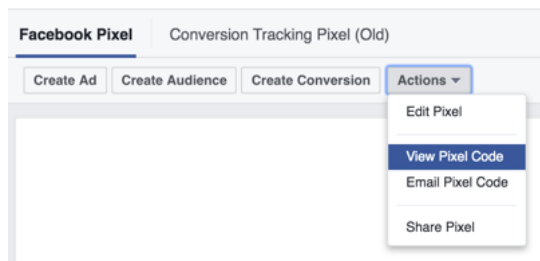 Facebook Pixel Conversion Tracking Pixel (Old)
Create Ad Create Audience Create Conversion Actions
Edit Pixel
View Pixel Code
Email Pixel Code
Share Pixel